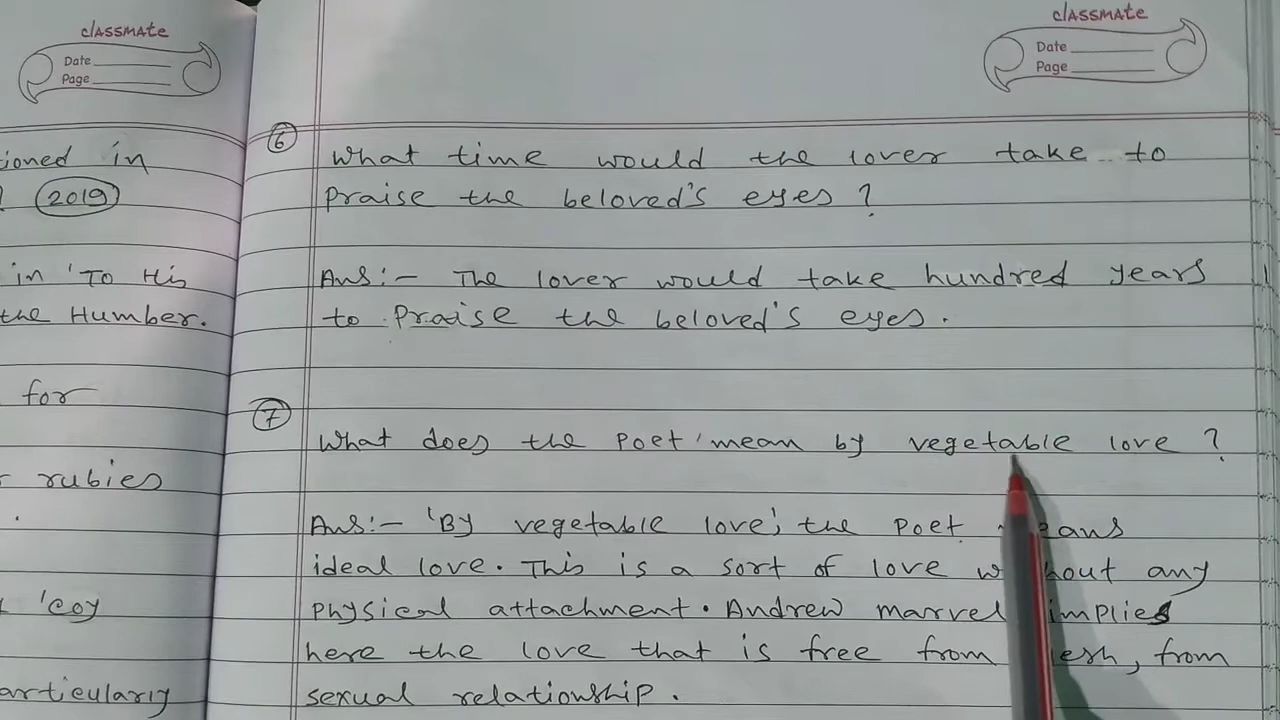 classmate
Date
Page
tioned in
2019
in 'To His
the Humber.
for
rubies
'coy
particularly
classmate
Date
Page
6 What time would the lover take to
Praise the beloved's eyes?
Ans:- The lover would take hundred years
to Praise the beloved's eyes.
7 What does the Poet mean by vegetable love?
Ans:- 'By vegetable love', the Poet
ideal love. This is a sort of love any
Physical attachment. Andrew marvel implies
here the love that is free from from
sexual relationship.